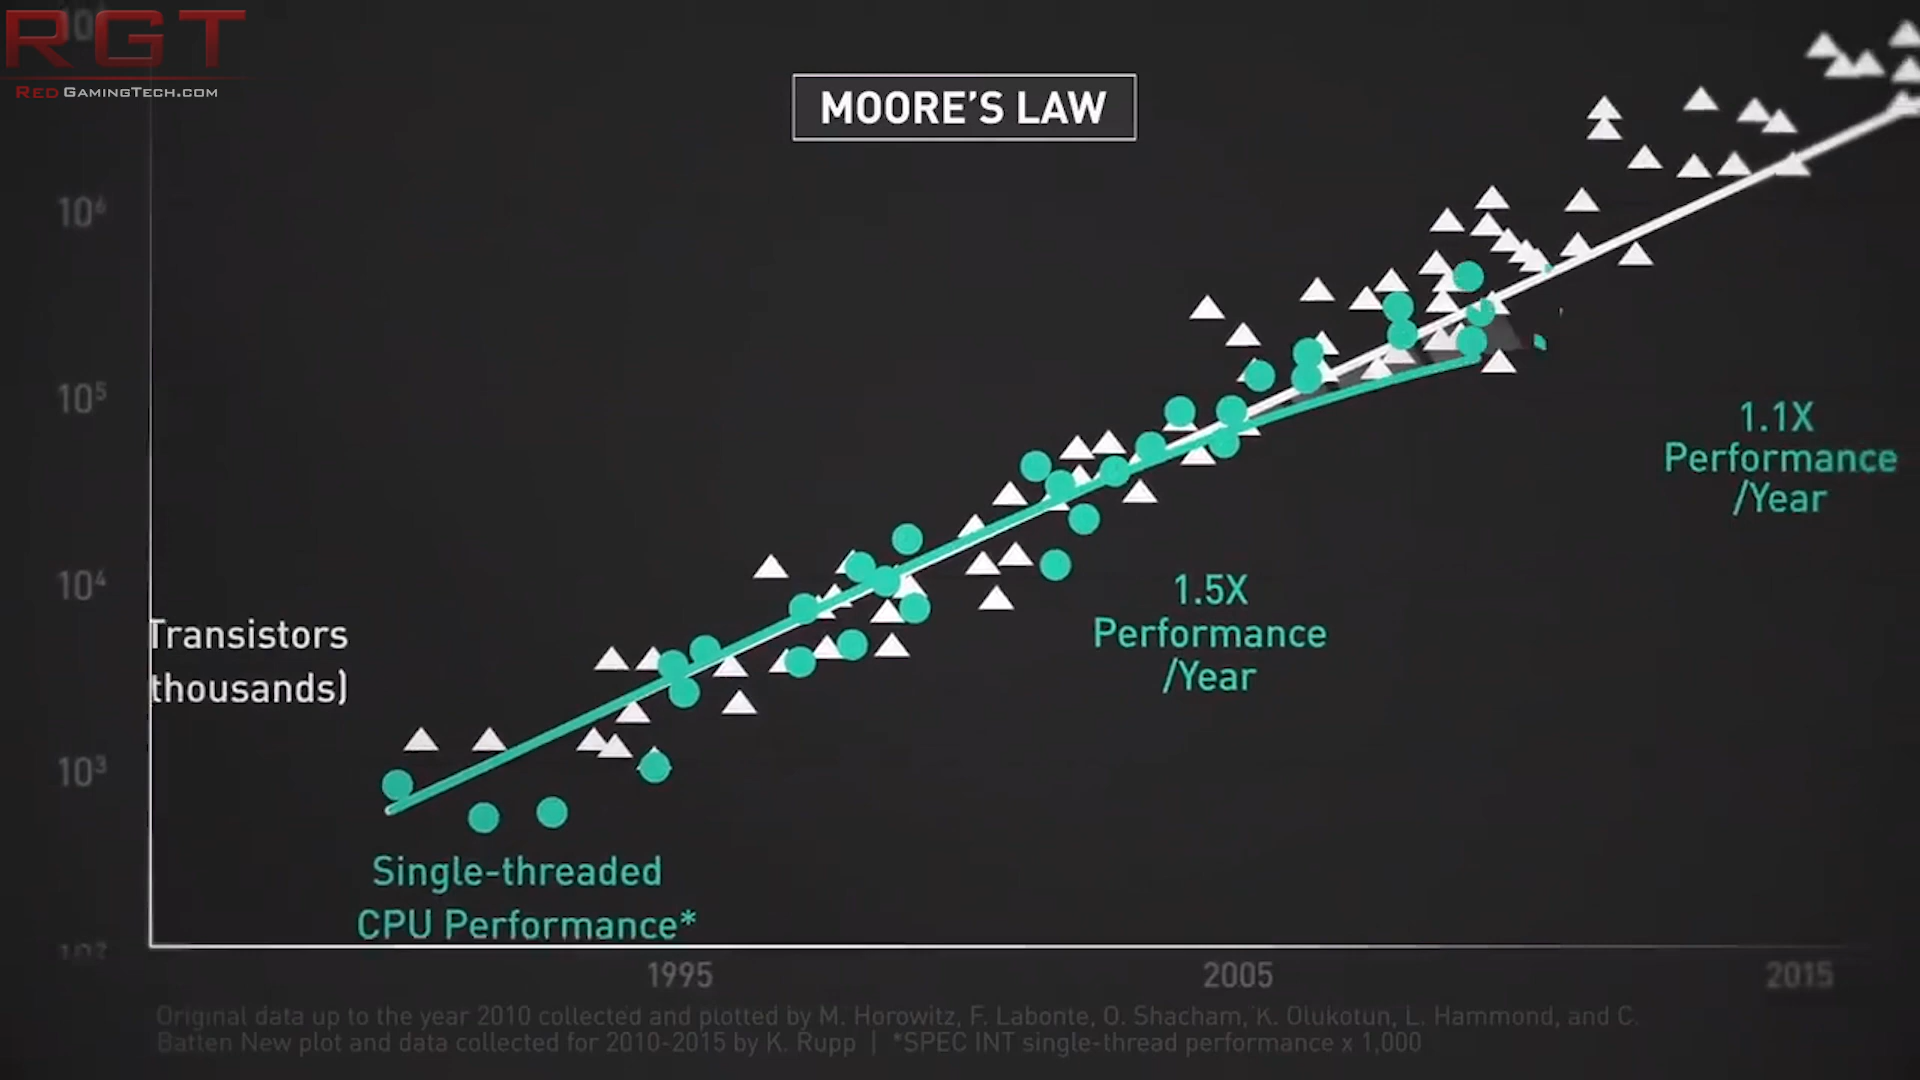 RGT
RedGamingTech.com
MOORE'S LAW
10⁶
10⁵
10⁴
10³
Transistors
thousands)
1.1X
Performance
/Year
1.5X
Performance
/Year
Single-threaded
CPU Performance*
1995
2005
2015
Original data up to the year 2010 collected and plotted by M. Horowitz, F. Labonte, O. Shacham, K. Olukotun, L. Hammond, and C.
Batten New plot and data collected for 2010-2015 by K. Rupp | *SPEC INT single-thread performance x 1,000